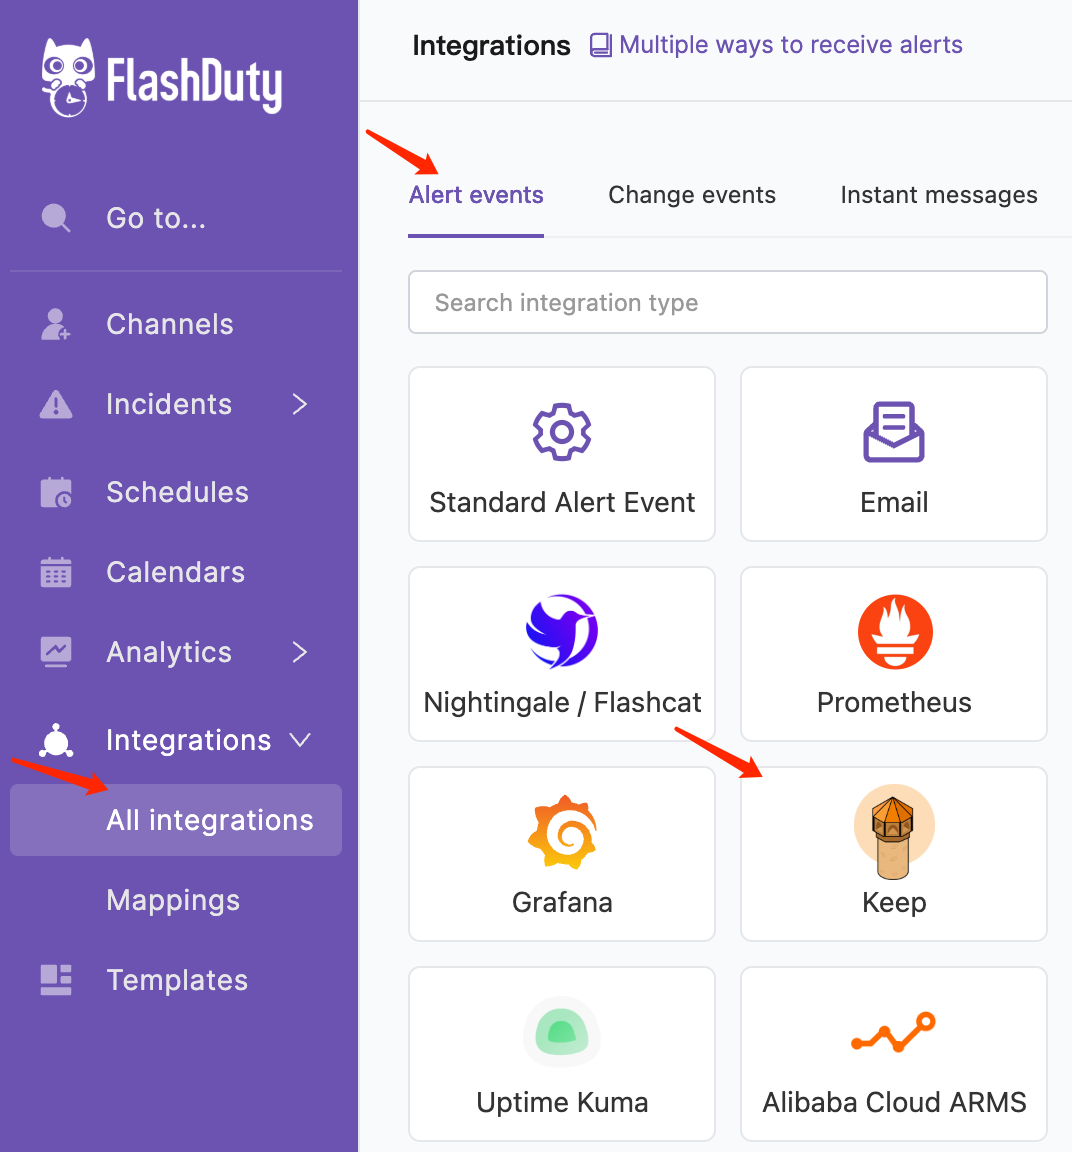 FlashDuty
Go to...
Channels
Incidents
Schedules
Calendars
Analytics
Integrations
All integrations
Mappings
Templates
Integrations Multiple ways to receive alerts
Alert events Change events Instant messages
Search integration type
Standard Alert Event
Email
Nightingale / Flashcat
Prometheus
Grafana
Keep
Uptime Kuma
Alibaba Cloud ARMS